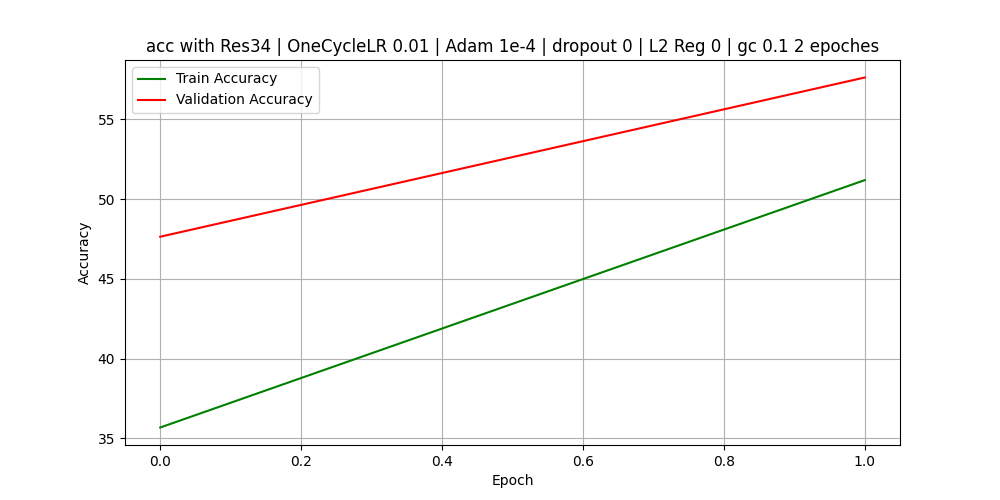 acc with Res34 | OneCycleLR 0.01 | Adam 1e-4 | dropout 0 | L2 Reg 0 | gc 0.1 2 epoches
Train Accuracy
Validation Accuracy
55
50
45
40
35
Accuracy
0.0 0.2 0.4 0.6 0.8 1.0
Epoch